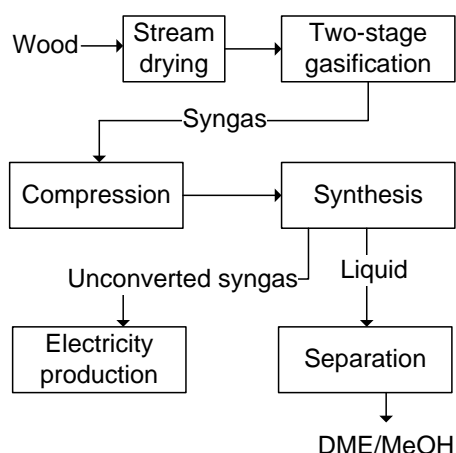 Wood
Stream
drying
Two-stage
gasification
Syngas
Compression
Synthesis
Unconverted syngas
Liquid
Electricity
production
Separation
DME/MeOH